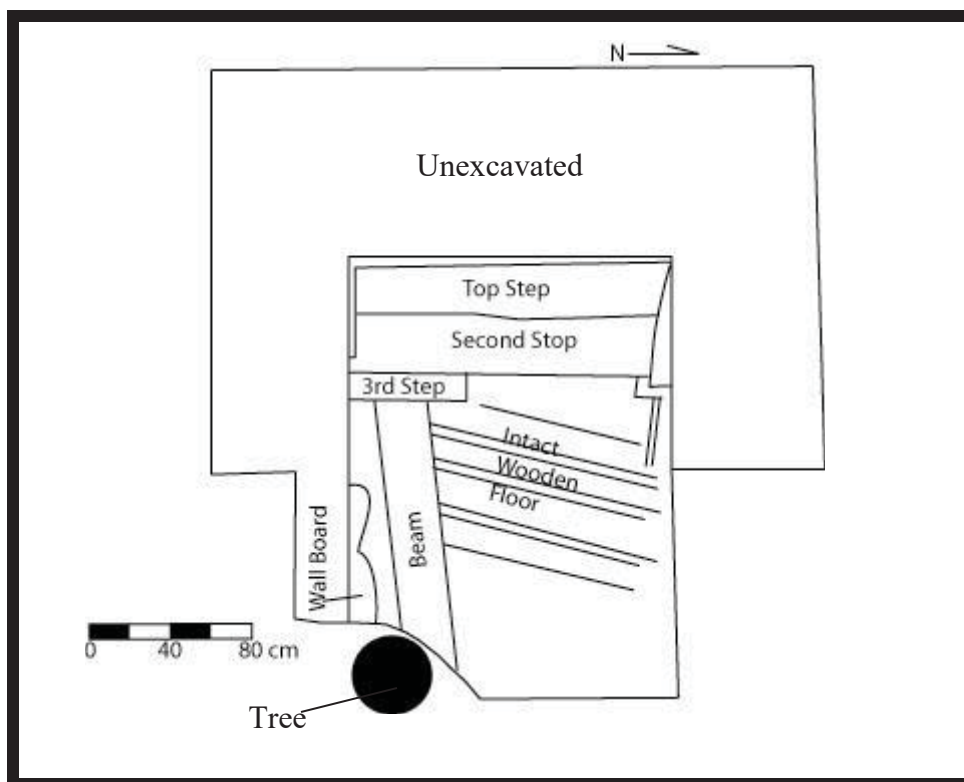 N
Unexcavated
Top Step
Second Stop
3rd Step
Intact
Wooden
Floor
Beam
Wall Board
0 40 80 cm
Tree